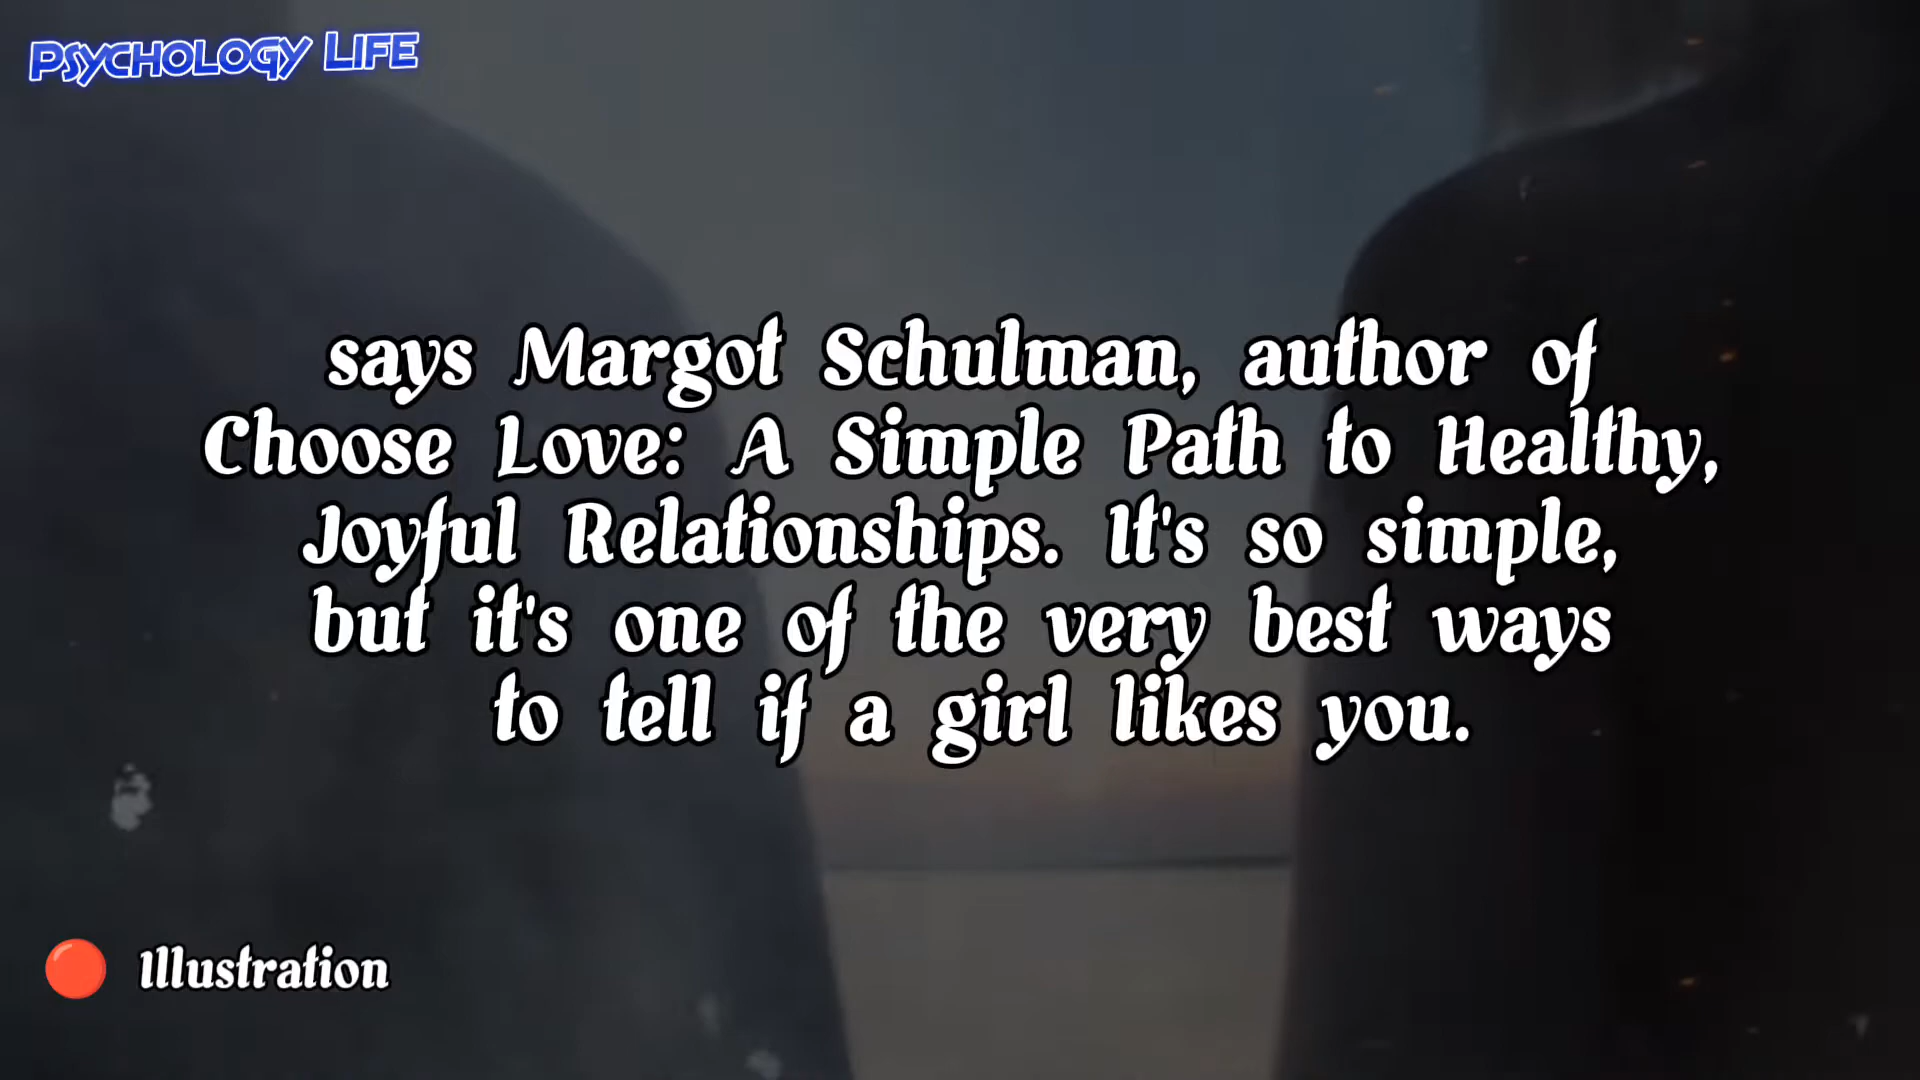 Psychology Life
says Margot Schulman, author of
Choose Love: A Simple Path to Healthy,
Joyful Relationships. It's so simple,
but it's one of the very best ways
to tell if a girl likes you.
Illustration